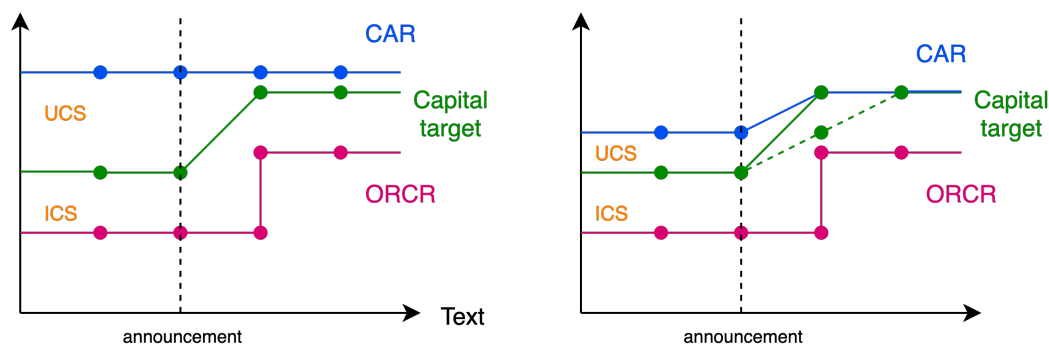 CAR
UCS
Capital
target
ICS
ORCR
Text
announcement
CAR
UCS
Capital
target
ICS
ORCR
announcement